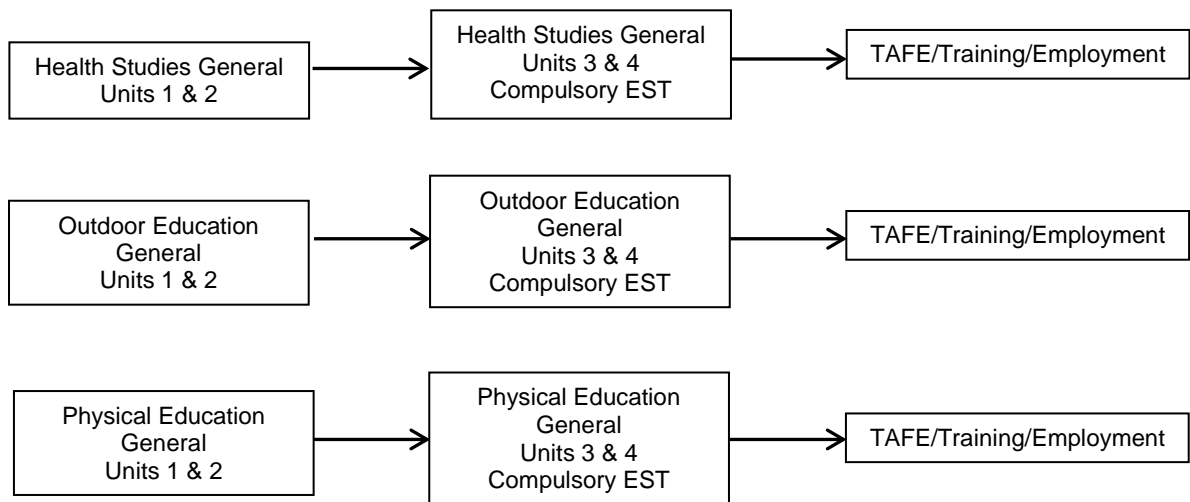 Health Studies General
Units 1 & 2
Health Studies General
Units 3 & 4
Compulsory EST
TAFE/Training/Employment
Outdoor Education
General
Units 1 & 2
Outdoor Education
General
Units 3 & 4
Compulsory EST
TAFE/Training/Employment
Physical Education
General
Units 1 & 2
Physical Education
General
Units 3 & 4
Compulsory EST
TAFE/Training/Employment